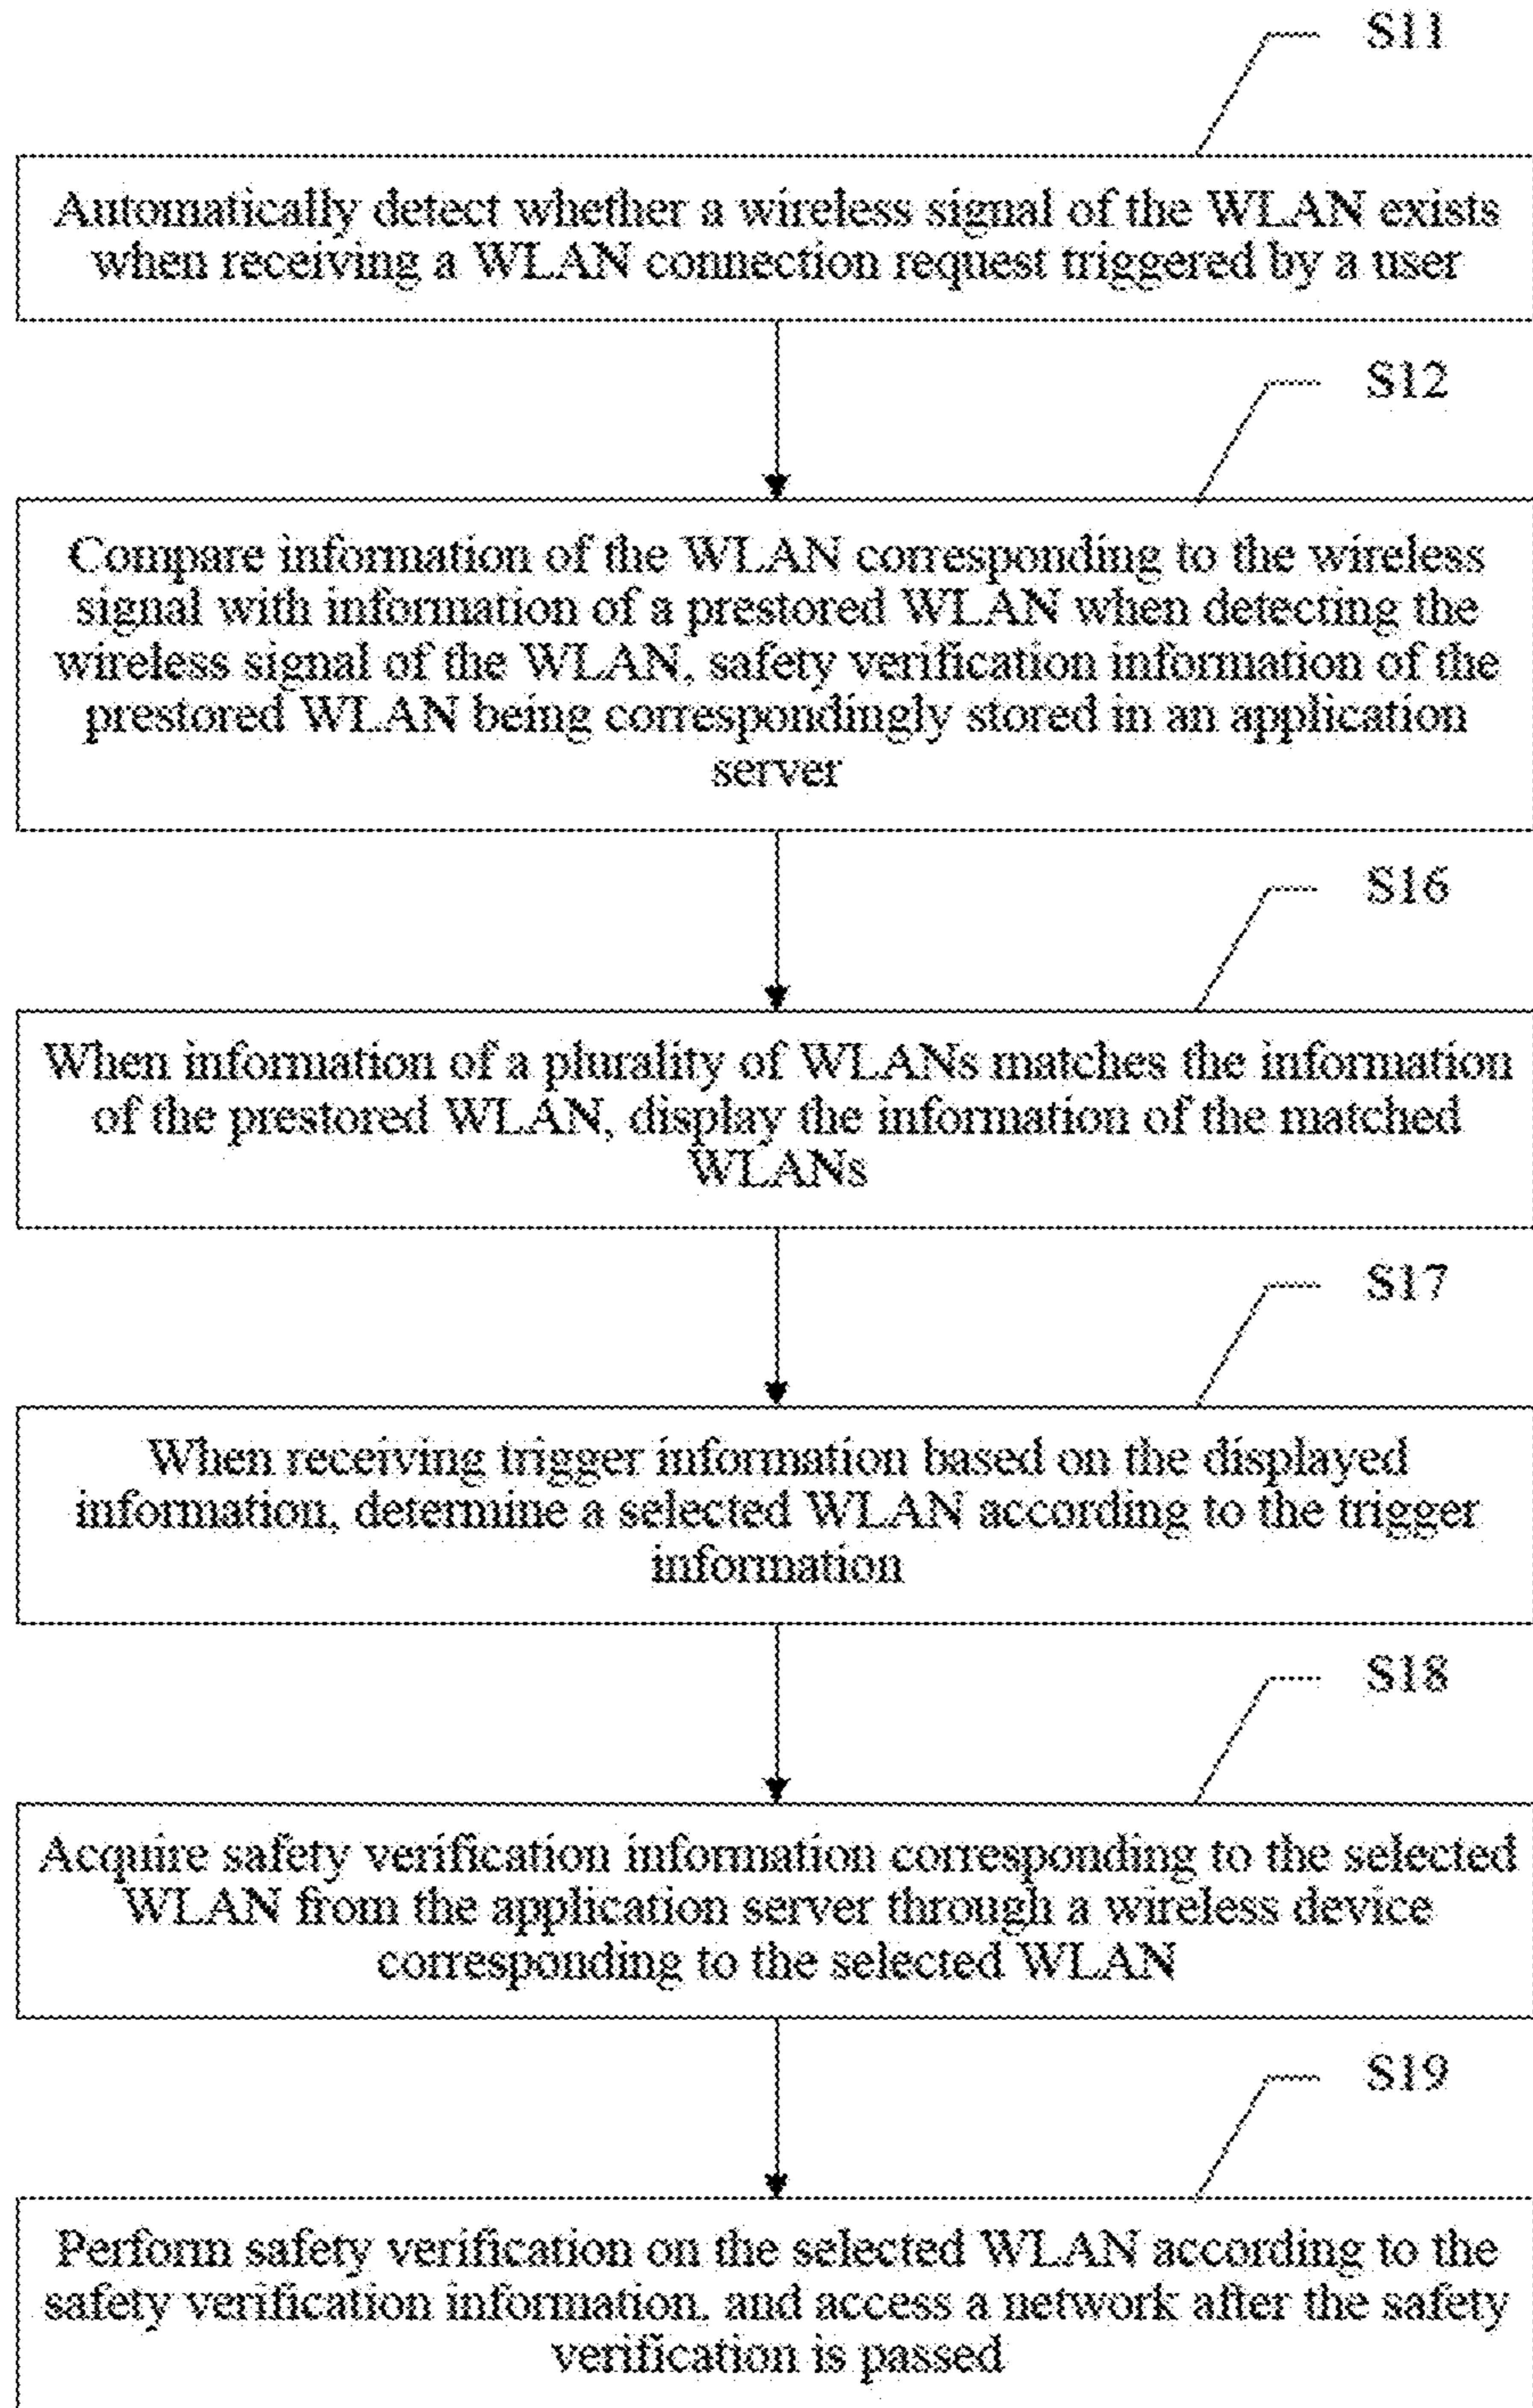 S11
Automatically detect whether a wireless signal of the WLAN exists
when receiving a WLAN connection request triggered by a user
S12
Compare information of the WLAN corresponding to the wireless
signal with information of a prestored WLAN when detecting the
wireless signal of the WLAN, safety verification information of the
prestored WLAN being correspondingly stored in an application
server
S16
When information of a plurality of WLANs matches the information
of the prestored WLAN, display the information of the matched
WLANs
S17
When receiving trigger information based on the displayed
information, determine a selected WLAN according to the trigger
information
S18
Acquire safety verification information corresponding to the selected
WLAN from the application server through a wireless device
corresponding to the selected WLAN
S19
Perform safety verification on the selected WLAN according to the
safety verification information, and access a network after the safety
verification is passed